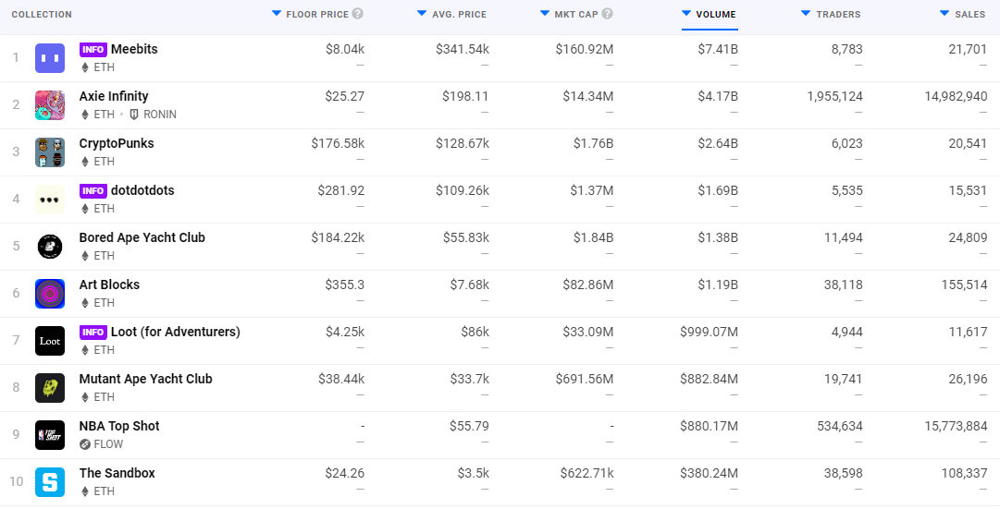 COLLECTION FLOOR PRICE ? AVG. PRICE MKT CAP ? VOLUME TRADERS SALES
1 INFO Meebits $8.04k $341.54k $160.92M $7.41B 8,783 21,701
ETH — — — — — —
2 Axie Infinity $25.27 $198.11 $14.34M $4.17B 1,955,124 14,982,940
ETH • RONIN — — — — — —
3 CryptoPunks $176.58k $128.67k $1.76B $2.64B 6,023 20,541
ETH — — — — — —
4 INFO dotdotdots $281.92 $109.26k $1.37M $1.69B 5,535 15,531
ETH — — — — — —
5 Bored Ape Yacht Club $184.22k $55.83k $1.84B $1.38B 11,494 24,809
ETH — — — — — —
6 Art Blocks $355.3 $7.68k $82.86M $1.19B 38,118 155,514
ETH — — — — — —
7 Loot INFO Loot (for Adventurers) $4.25k $86k $33.09M $999.07M 4,944 11,617
ETH — — — — — —
8 Mutant Ape Yacht Club $38.44k $33.7k $691.56M $882.84M 19,741 26,196
ETH — — — — — —
9 NBA TOP SHOT NBA Top Shot - $55.79 - $880.17M 534,634 15,773,884
FLOW — — — — — —
10 S The Sandbox $24.26 $3.5k $622.71k $380.24M 38,598 108,337
ETH — — — — — —